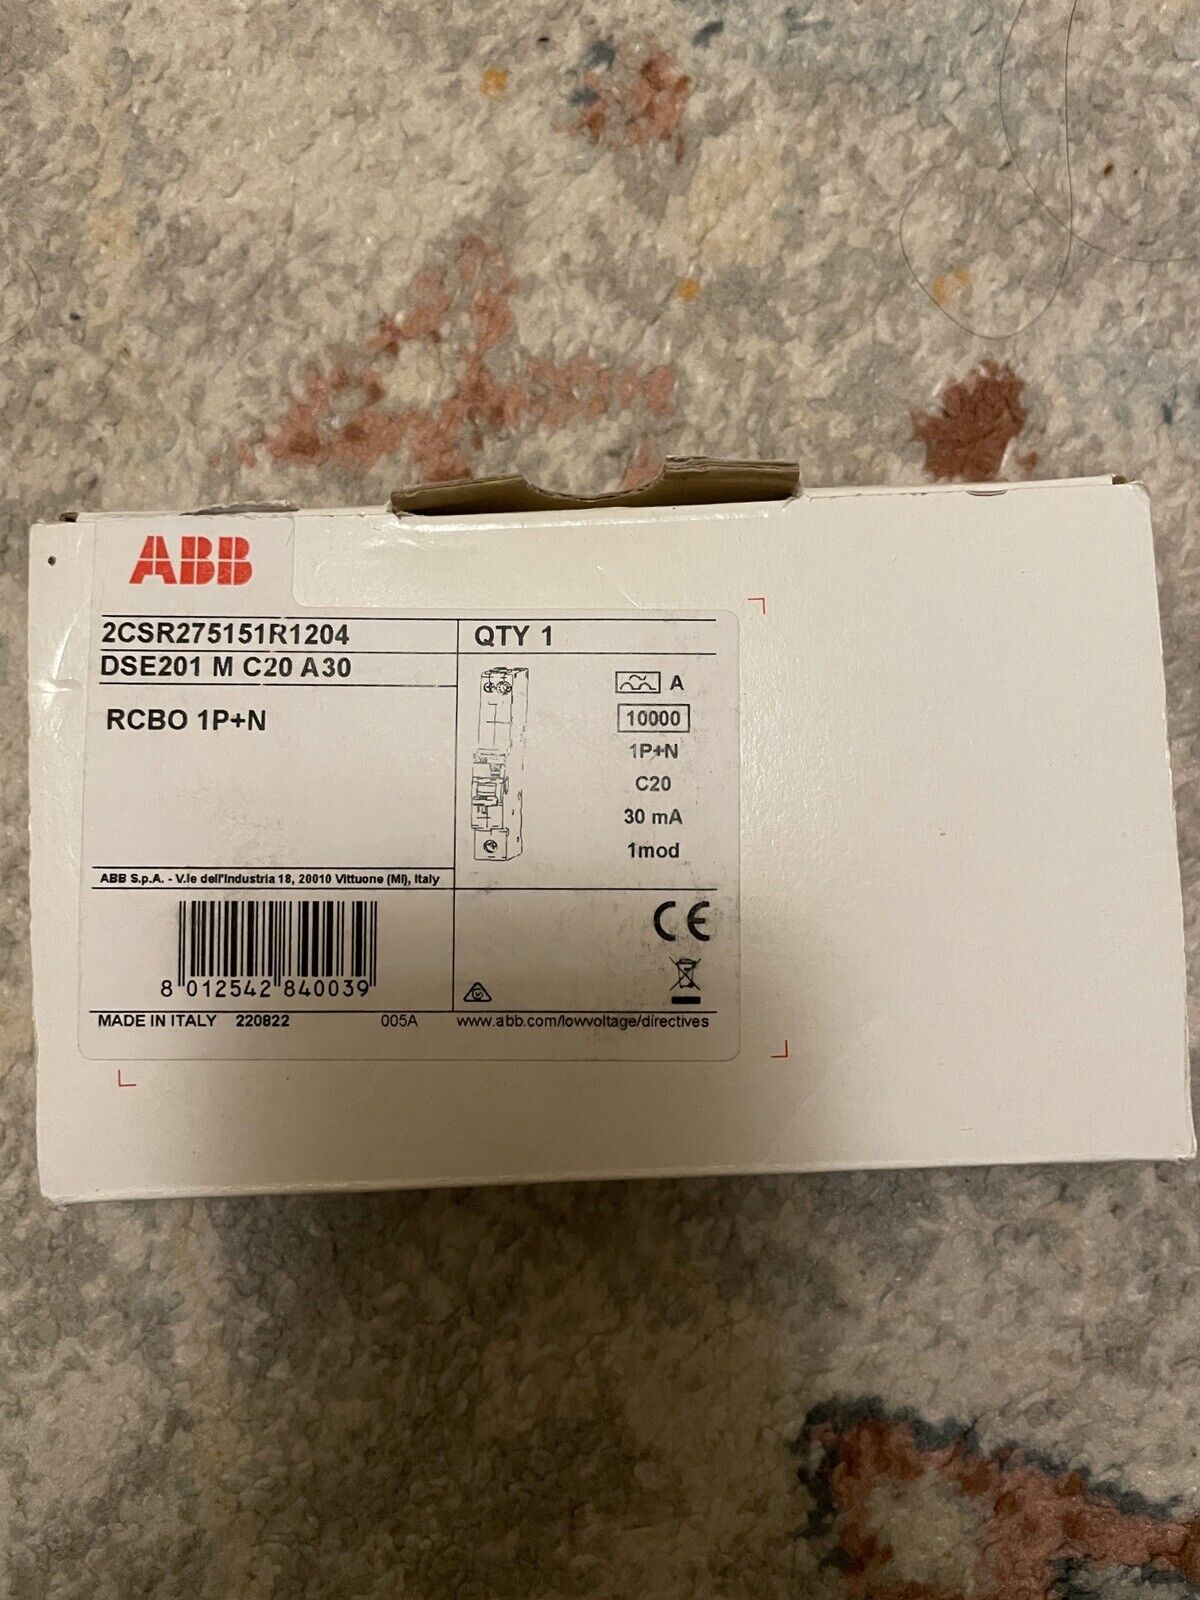 ABB
2CSR275151R1204
DSE201 M C20 A30
RCBO 1P+N
QTY 1
A
10000
1P+N
C20
30 mA
1mod
ABB S.p.A. - V.le dell'Industria 18, 20010 Vittuone (MI), Italy
8 012542 840039
CE
MADE IN ITALY 220822 005A www.abb.com/lowvoltage/directives